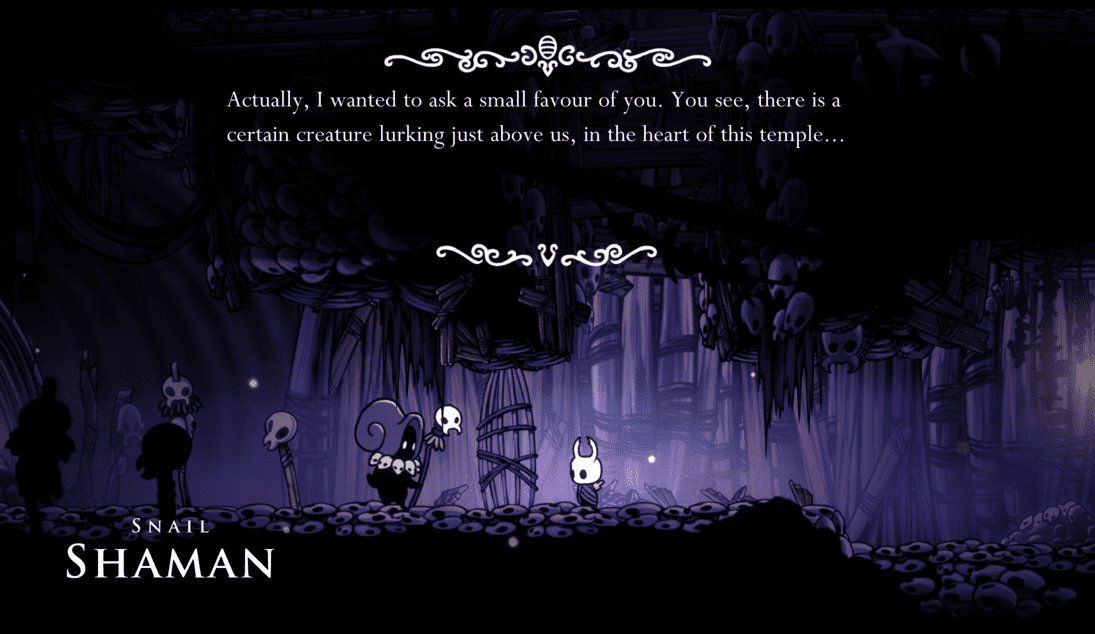 Actually, I wanted to ask a small favour of you. You see, there is a
certain creature lurking just above us, in the heart of this temple...
Snail
Shaman